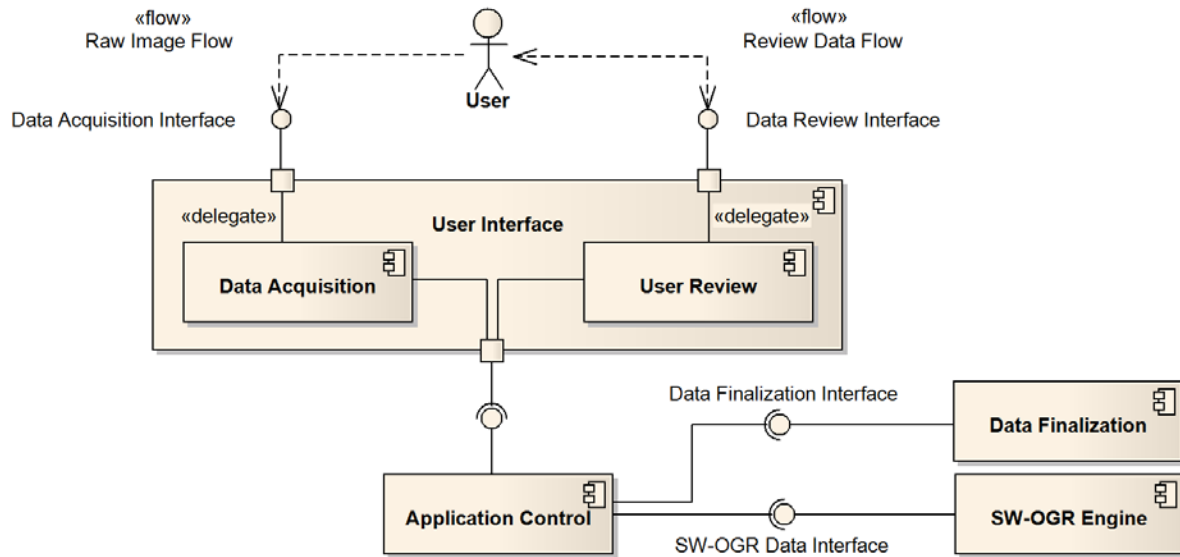 «flow»
Raw Image Flow
«flow»
Review Data Flow
User
Data Acquisition Interface
Data Review Interface
«delegate»
User Interface
«delegate»
Data Acquisition
User Review
Data Finalization Interface
Data Finalization
Application Control
SW-OGR Engine
SW-OGR Data Interface